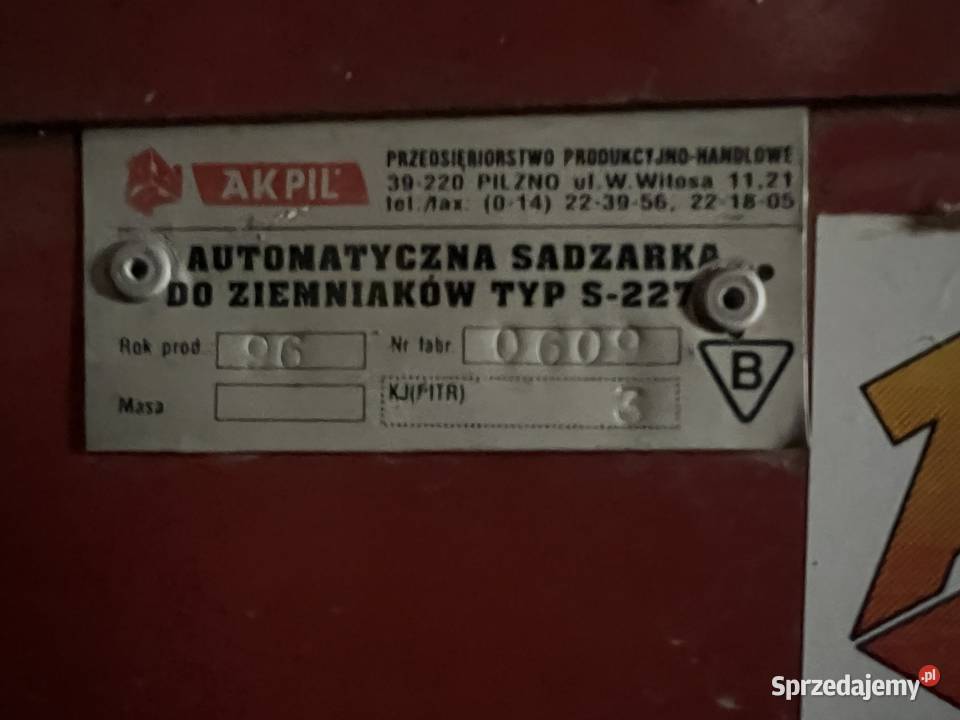 AKPIL
PRZEDSIĘBIORSTWO PRODUKCYJNO-HANDLOWE
39-220 PILZNO ul. W. Witosa 11,21
tel./fax: (0-14) 22-39-56, 22-18-05
AUTOMATYCZNA SADZARKA
DO ZIEMNIAKÓW TYP S-227
Rok prod. 96 Nr fabr. 0609
Masa KJ(PITR) 3
B
Sprzedajemy.pl